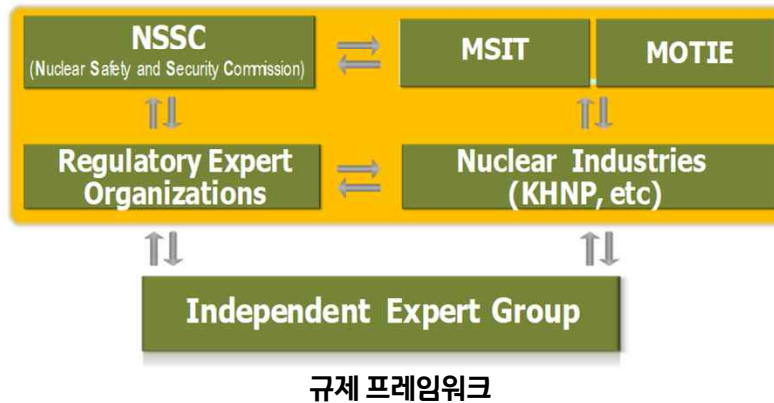 NSSC
(Nuclear Safety and Security Commission)
MSIT
MOTIE
Regulatory Expert
Organizations
Nuclear Industries
(KHNP, etc)
Independent Expert Group
규제 프레임워크